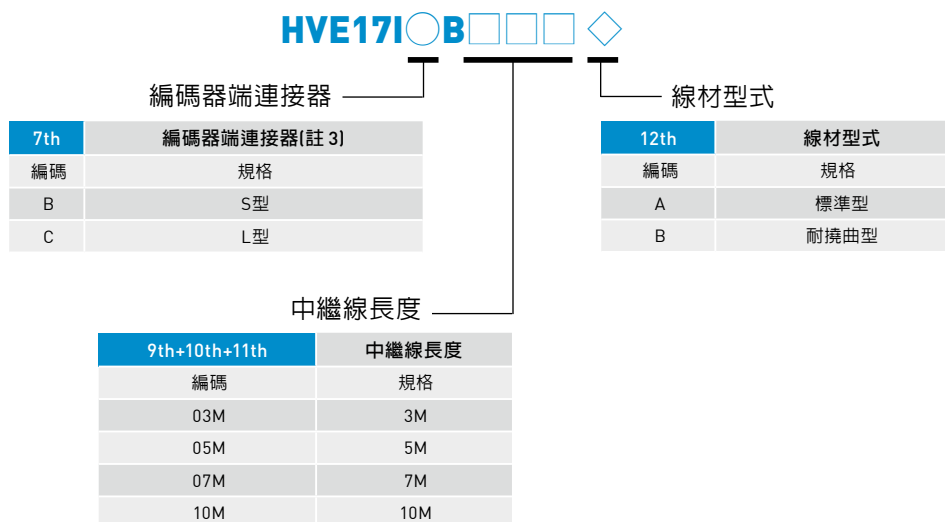 HVE17I○B□□□◇
編碼器端連接器
線材型式
7th 編碼器端連接器(註 3)
編碼 規格
B S型
C L型
12th 線材型式
編碼 規格
A 標準型
B 耐撓曲型
中繼線長度
9th+10th+11th 中繼線長度
編碼 規格
03M 3M
05M 5M
07M 7M
10M 10M